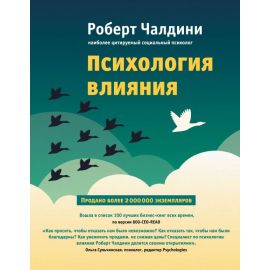 Роберт Чалдини
наиболее цитируемый социальный психолог
Психология
влияния
Продано более 2 000 000 экземпляров
Вошла в список 100 лучших бизнес-книг всех времен,
по версии 800-CEO-READ
«Как просить, чтобы отказать нам было невозможно? Как отказать так, чтобы нам были
благодарны? Как увеличить продажи, не снижая цены? Специалист по психологии
влияния Роберт Чалдини делится своими открытиями».
Ольга Сульчинская, психолог, редактор Psychologies